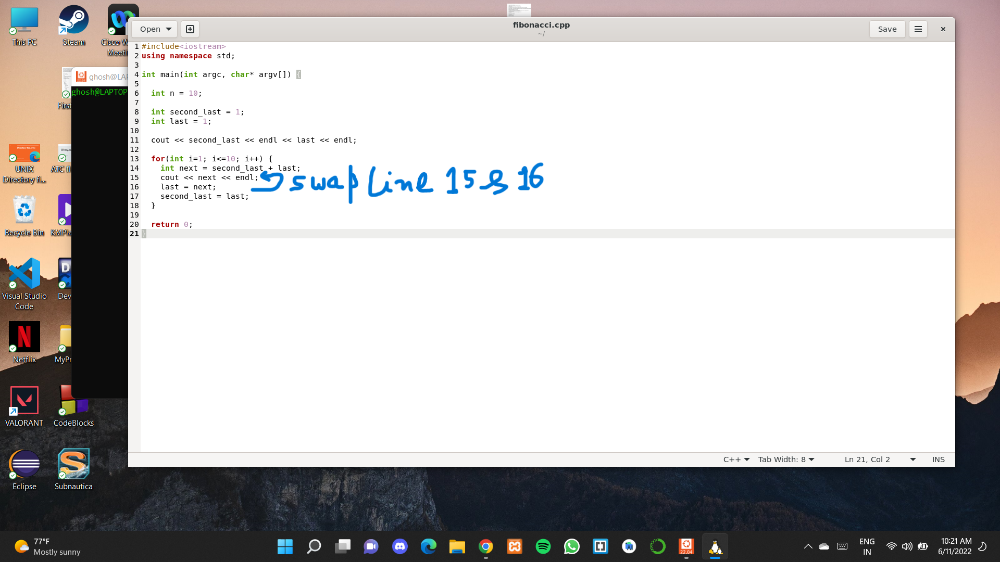 This PC
Steam
Cisco W
Meeti
Open
fibonacci.cpp
~/
Save
ghosh@LAP
ghosh@LAPTOP
22.04
First
1 #include<iostream>
2 using namespace std;
3
4 int main(int argc, char* argv[]) {
5
6 int n = 10;
7
8 int second_last = 1;
9 int last = 1;
10
11 cout << second_last << endl << last << endl;
12
13 for(int i=1; i<=10; i++) {
14 int next = second_last + last;
15 cout << next << endl;
16 last = next;
17 second_last = last;
18 }
19
20 return 0;
21 }
swap line 15 & 16
UNIX
Directory fi...
ATC fl
Recycle Bin
KMPla
Visual Studio
Code
Dev
Netflix
MyPr
VALORANT
CodeBlocks
Eclipse
Subnautica
C++
Tab Width: 8
Ln 21, Col 2
INS
77°F
Mostly sunny
22.04
ENG
IN
10:21 AM
6/11/2022